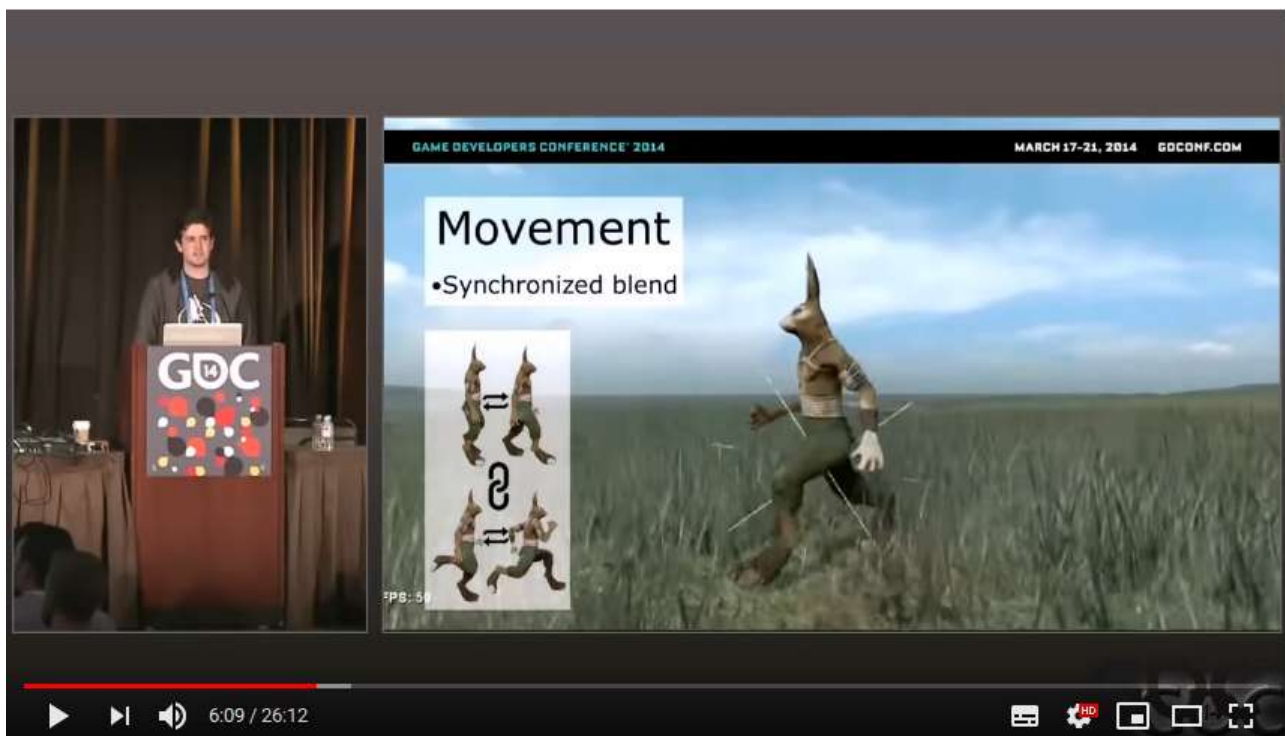 GAME DEVELOPERS CONFERENCE® 2014
MARCH 17-21, 2014 GDCONF.COM
Movement
•Synchronized blend
GDC
14
FPS: 50
6:09 / 26:12
HD